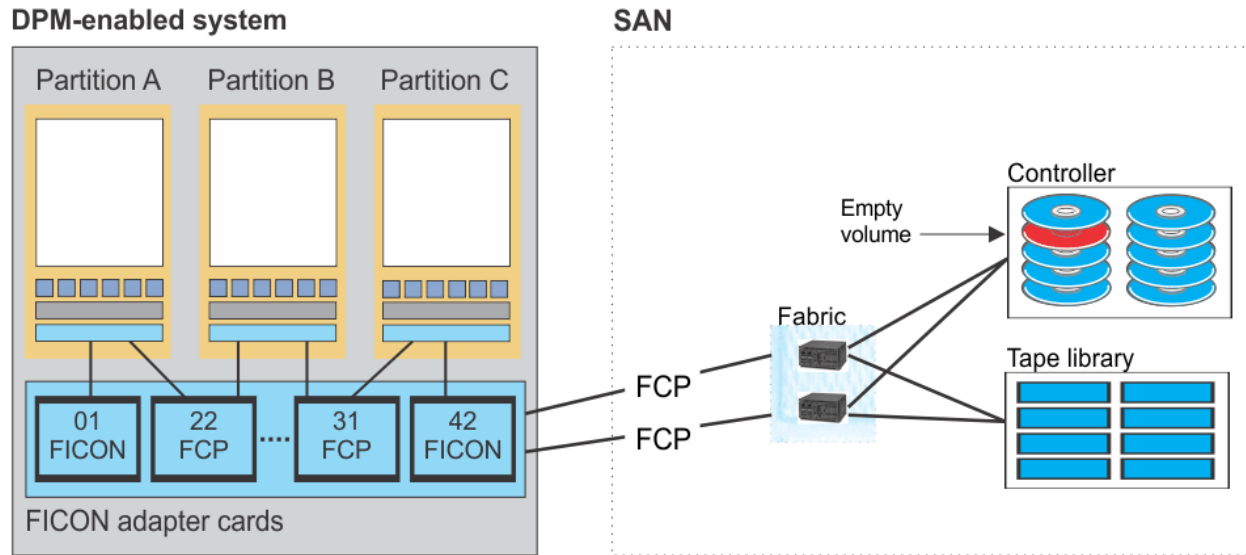 DPM-enabled system
SAN
Partition A
Partition B
Partition C
Controller
Empty
volume
Fabric
Tape library
FCP
FCP
01
FICON
22
FCP
....
31
FCP
42
FICON
FICON adapter cards